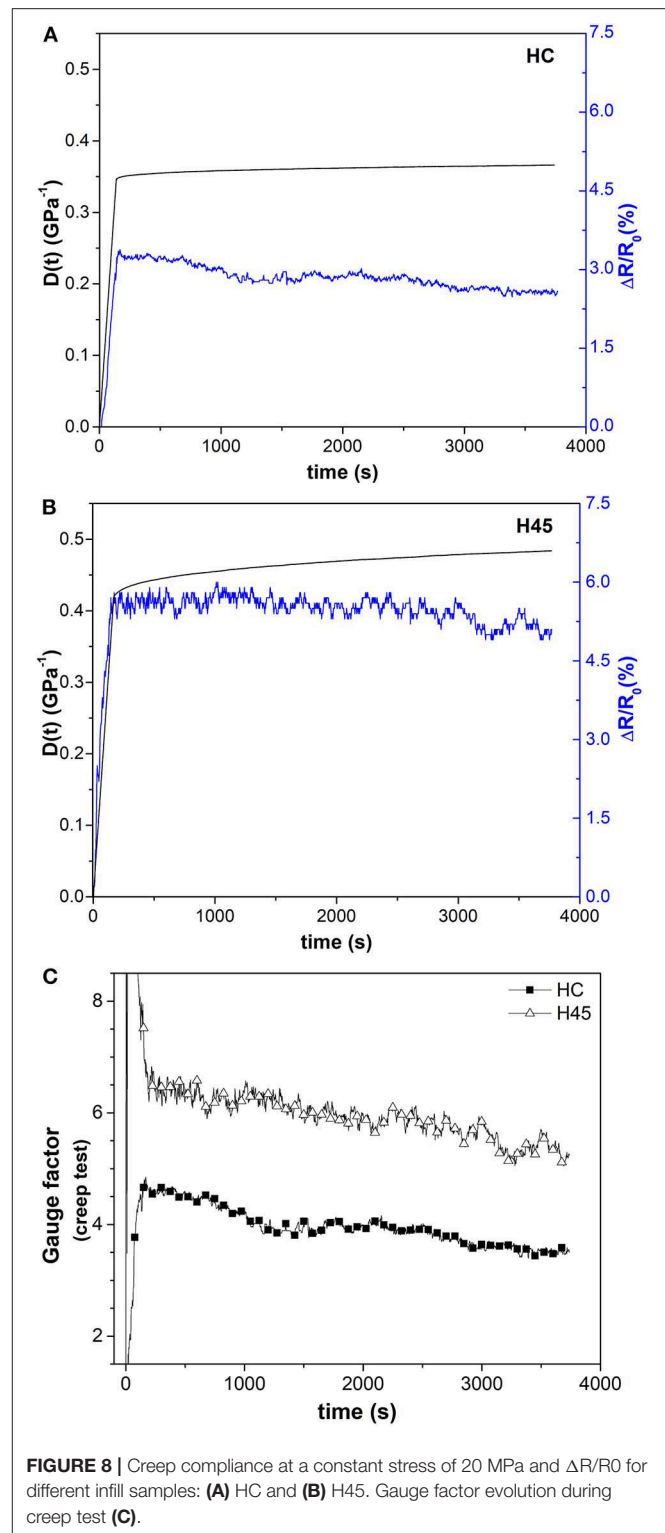 A
HC
0.5
0.4
0.3
0.2
0.1
0.0
D(t) (GPa⁻¹)
7.5
6.0
4.5
3.0
1.5
0.0
ΔR/R₀(%)
0 1000 2000 3000 4000
time (s)
B
H45
0.5
0.4
0.3
0.2
0.1
0.0
D(t) (GPa⁻¹)
7.5
6.0
4.5
3.0
1.5
0.0
ΔR/R₀(%)
0 1000 2000 3000 4000
time (s)
C
HC
H45
8
6
4
2
Gauge factor
(creep test)
0 1000 2000 3000 4000
time (s)
FIGURE 8 | Creep compliance at a constant stress of 20 MPa and ΔR/R0 for
different infill samples: (A) HC and (B) H45. Gauge factor evolution during
creep test (C).